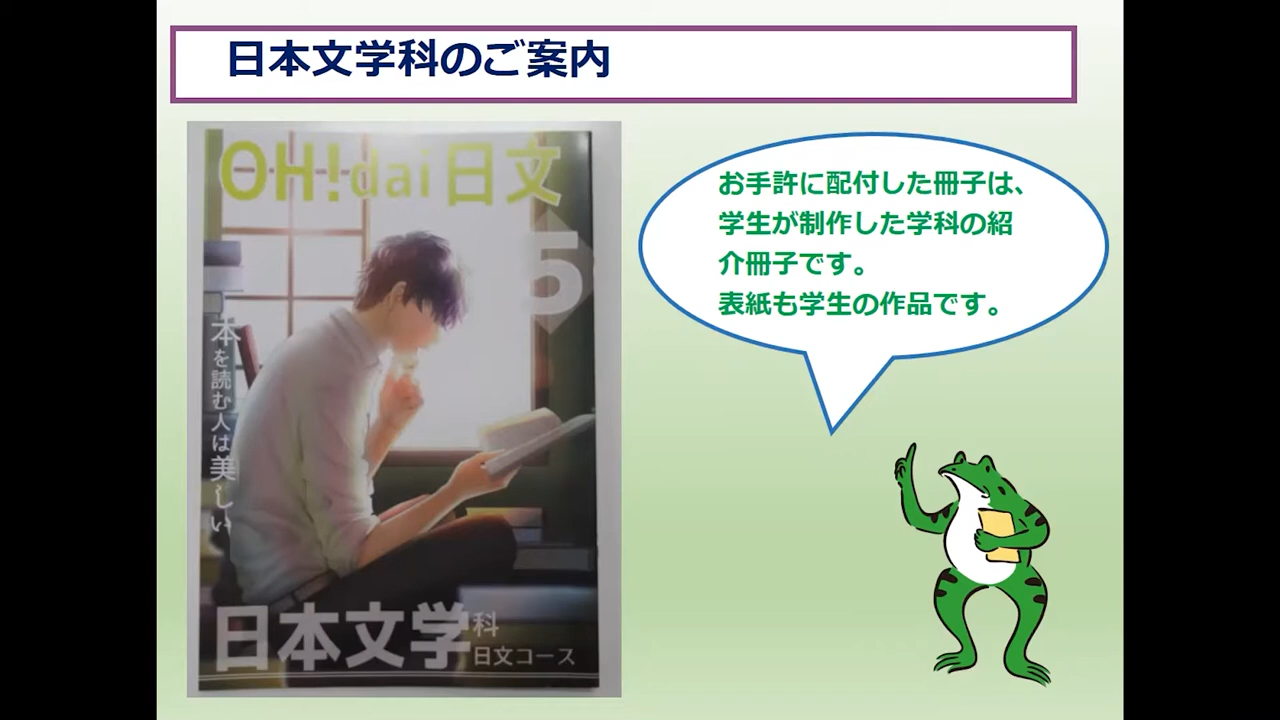 日本文学科のご案内
OH!dai日文
5
本を読む人は美しい
日本文学科
日文コース
お手許に配付した冊子は、
学生が制作した学科の紹
介冊子です。
表紙も学生の作品です。